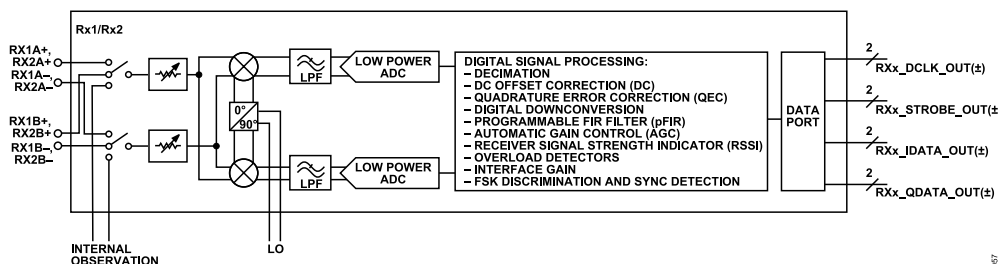 Rx1/Rx2
RX1A+,
RX2A+
RX1A–,
RX2A–
RX1B+,
RX2B+
RX1B–,
RX2B–
INTERNAL
OBSERVATION
0°
90°
LO
LPF
LPF
LOW POWER
ADC
LOW POWER
ADC
DIGITAL SIGNAL PROCESSING:
– DECIMATION
– DC OFFSET CORRECTION (DC)
– QUADRATURE ERROR CORRECTION (QEC)
– DIGITAL DOWNCONVERSION
– PROGRAMMABLE FIR FILTER (pFIR)
– AUTOMATIC GAIN CONTROL (AGC)
– RECEIVER SIGNAL STRENGTH INDICATOR (RSSI)
– OVERLOAD DETECTORS
– INTERFACE GAIN
– FSK DISCRIMINATION AND SYNC DETECTION
DATA
PORT
2
RXx_DCLK_OUT(±)
2
RXx_STROBE_OUT(±
2
RXx_IDATA_OUT(±)
2
RXx_QDATA_OUT(±)